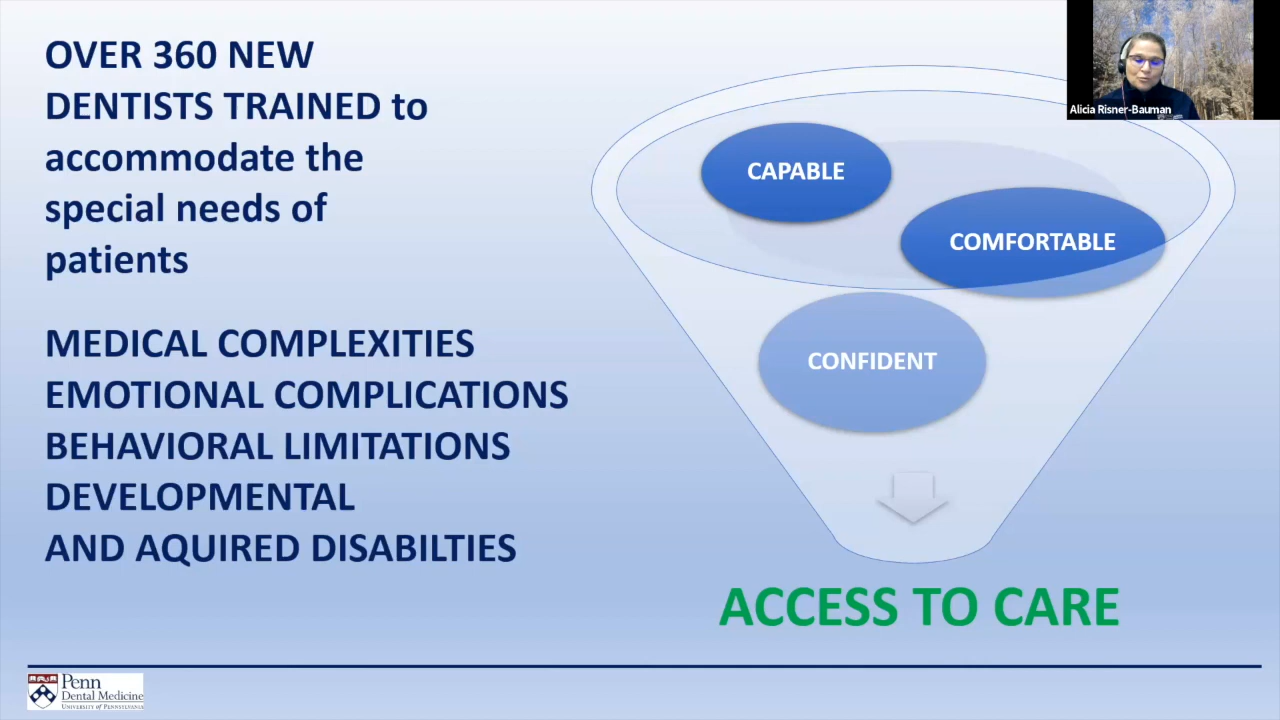 OVER 360 NEW
DENTISTS TRAINED to
accommodate the
special needs of
patients
MEDICAL COMPLEXITIES
EMOTIONAL COMPLICATIONS
BEHAVIORAL LIMITATIONS
DEVELOPMENTAL
AND AQUIRED DISABILTIES
CAPABLE
COMFORTABLE
CONFIDENT
ACCESS TO CARE
Alicia Risner-Bauman
Penn
Dental Medicine
UNIVERSITY OF PENNSYLVANIA